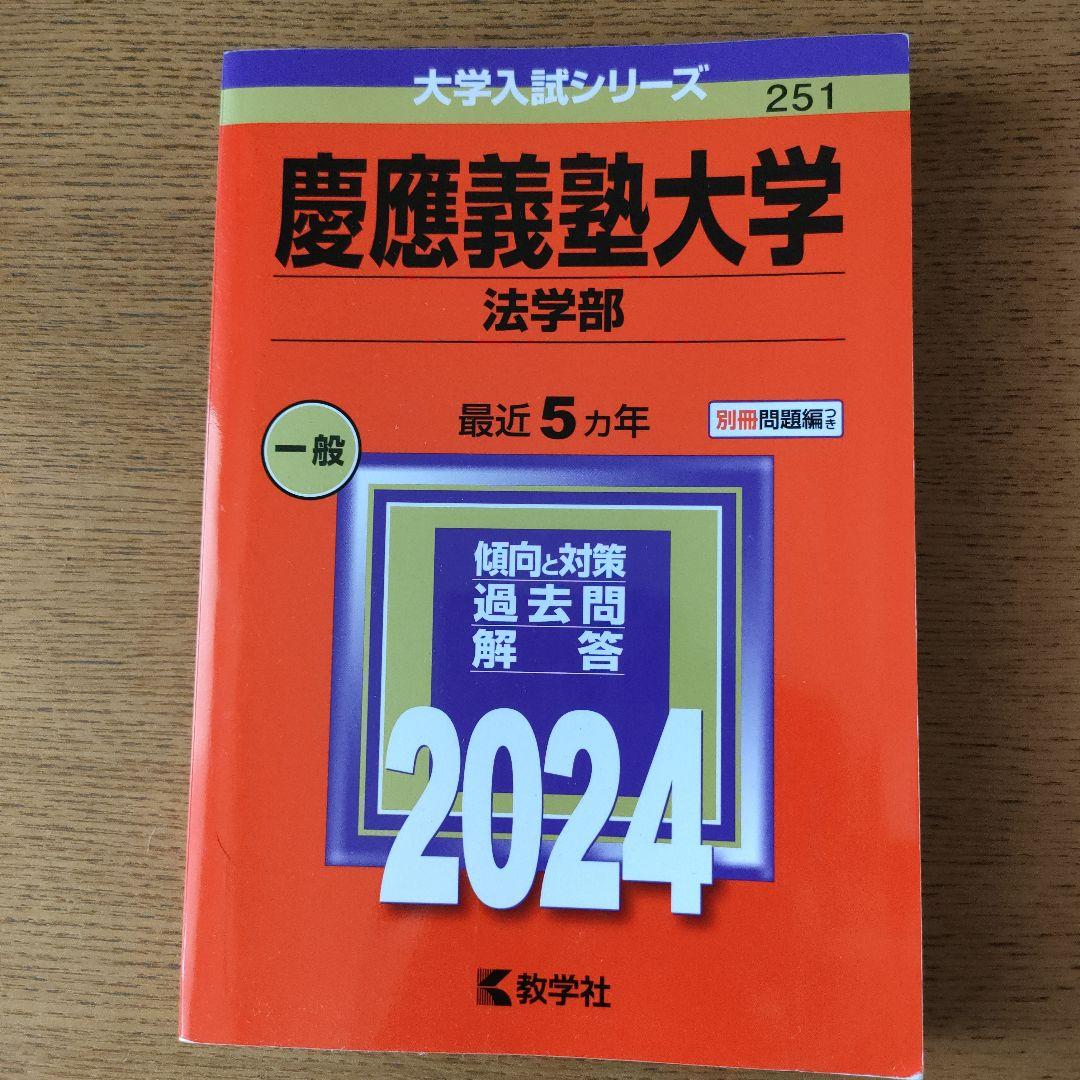 大学入試シリーズ
251
慶應義塾大学
法学部
一般
最近5カ年
別冊問題編つき
傾向と対策
過去問
解答
2024
教学社